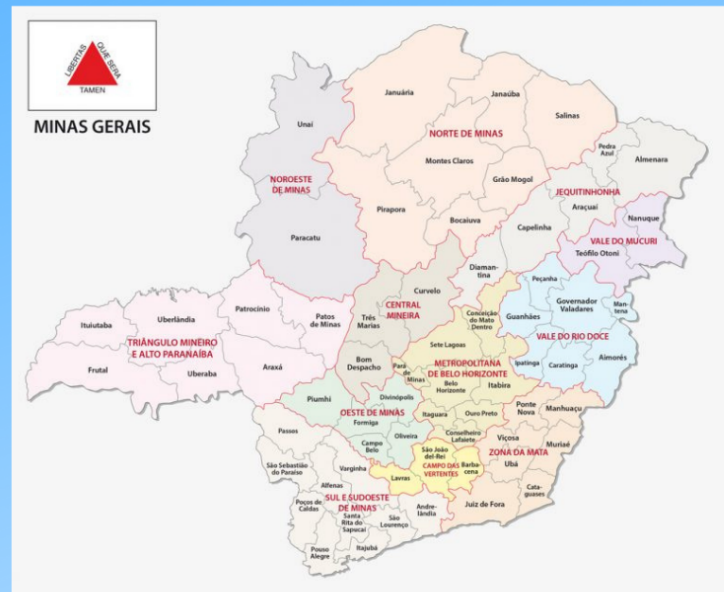 LIBERTAS
QUÆ SERA
TAMEN
MINAS GERAIS
Januária
Janaúba
Salinas
NORTE DE MINAS
Montes Claros
Grão Mogol
Pirapora
Bocaiuva
Unaí
NOROESTE
DE MINAS
Paracatu
Pedra
Azul
Almenara
JEQUITINHONHA
Araçuaí
Capelinha
Diaman-
tina
Nanuque
VALE DO MUCURI
Teófilo Otoni
Curvelo
CENTRAL
MINEIRA
Três
Marias
Bom
Despacho
Ituiutaba
Uberlândia
Patrocínio
Patos
de Minas
TRIÂNGULO MINEIRO
E ALTO PARANAÍBA
Frutal
Uberaba
Araxá
Conceição
do Mato
Dentro
Sete Lagoas
METROPOLITANA
DE BELO HORIZONTE
Pará
de
Minas
Belo
Horizonte
Itabira
Itaguara
Ouro Preto
Conselheiro
Lafaiete
Peçanha
Guanhães
Governador
Valadares
Man-
tena
VALE DO RIO DOCE
Ipatinga
Caratinga
Aimorés
Piumhi
Divinópolis
OESTE DE MINAS
Formiga
Campo
Belo
Oliveira
São João
del-Rei
Lavras
CAMPO DAS
VERTENTES
Barba-
cena
Ponte
Nova
Manhuaçu
Viçosa
Muriaé
ZONA DA MATA
Ubá
Cata-
guases
Juiz de Fora
Passos
São Sebastião
do Paraíso
Varginha
Alfenas
SUL E SUDOESTE
DE MINAS
Poços de
Caldas
Santa
Rita do
Sapucaí
São
Lourenço
Andre-
lândia
Pouso
Alegre
Itajubá